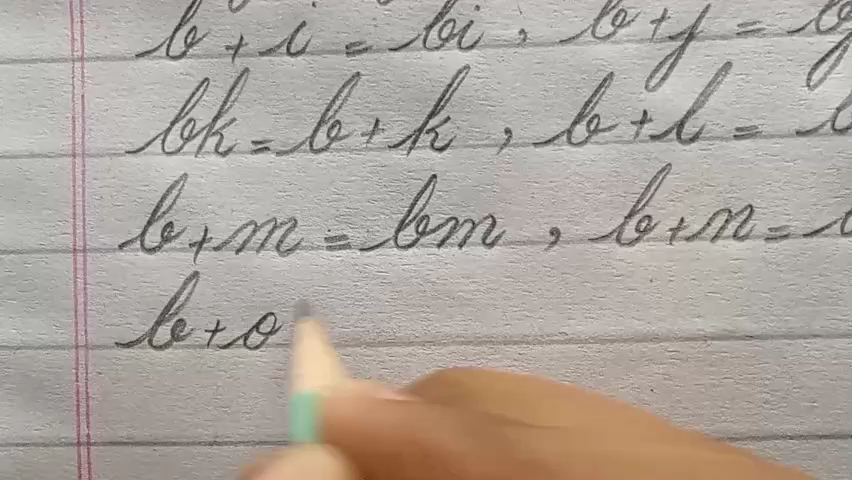 b+i=bi, b+j=
bk=b+k, b+l=
b+m=bm, b+n=
b+o